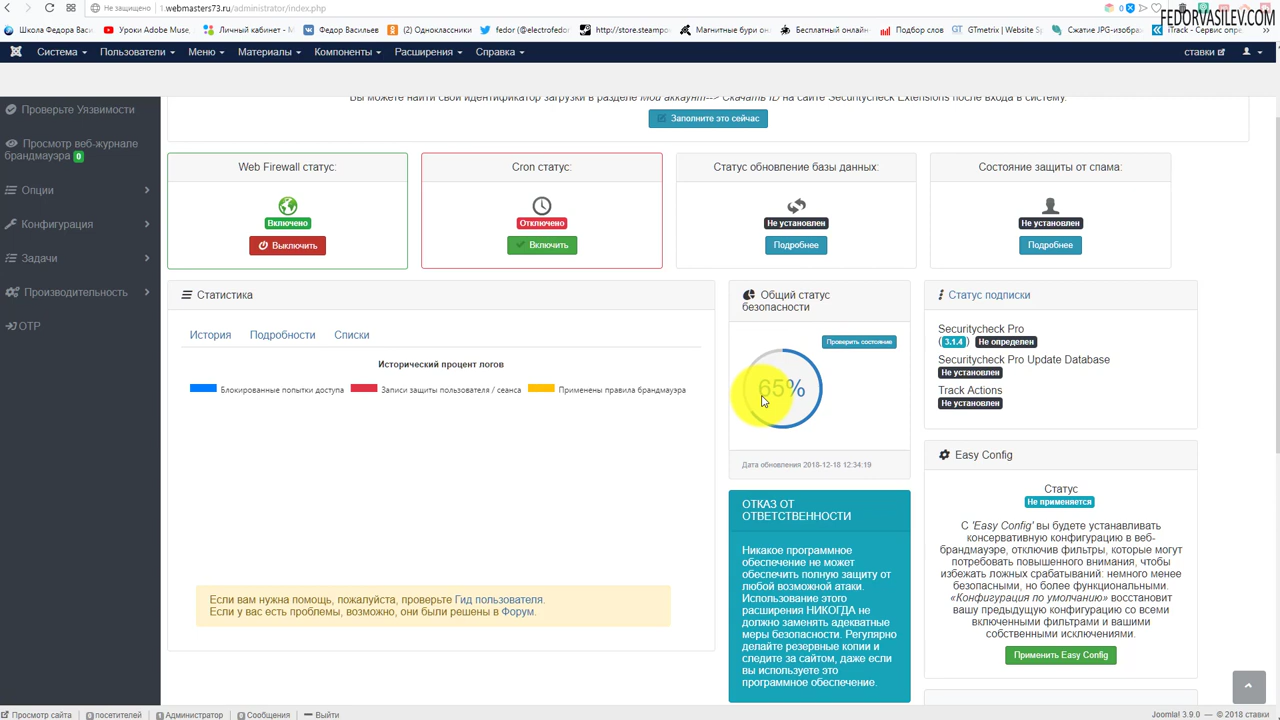 Не защищено 1.webmasters73.ru/administrator/index.php
FEDORVASILEV.COM
Школа Федора Васи. Уроки Adobe Muse. Личный кабинет - М Федор Васильев (2) Одноклассники fedor (@electrofedot http://store.steampo Магнитные бури он Бесплатный онлайн Подбор слов GTmetrix | Website S Сжатие JPG-изображ iTrack - Сервис опре
Система Пользователи Меню Материалы Компоненты Расширения Справка ставки
Вы можете найти свой идентификатор загрузки в разделе Мой аккаунт--> Скачать ID на сайте Securitycheck Extensions после входа в систему.
Заполните это сейчас
Проверьте Уязвимости
Просмотр веб-журнале
брандмауэра 0
Опции
Конфигурация
Задачи
Производительность
OTP
Web Firewall статус:
Включено
Выключить
Cron статус:
Отключено
Включить
Статус обновление базы данных:
Не установлен
Подробнее
Состояние защиты от спама:
Не установлен
Подробнее
Статистика
История Подробности Списки
Исторический процент логов
Блокированные попытки доступа Записи защиты пользователя / сеанса Применены правила брандмауэра
Если вам нужна помощь, пожалуйста, проверьте Гид пользователя.
Если у вас есть проблемы, возможно, они были решены в Форум.
Общий статус
безопасности
Проверить состояние
65%
Дата обновления 2018-12-18 12:34:19
ОТКАЗ ОТ
ОТВЕТСТВЕННОСТИ
Никакое программное
обеспечение не может
обеспечить полную защиту от
любой возможной атаки.
Использование этого
расширения НИКОГДА не
должно заменять адекватные
меры безопасности. Регулярно
делайте резервные копии и
следите за сайтом, даже если
вы используете это
программное обеспечение.
Статус подписки
Securitycheck Pro
(3.1.4) Не определен
Securitycheck Pro Update Database
Не установлен
Track Actions
Не установлен
Easy Config
Статус
Не применяется
С 'Easy Config' вы будете устанавливать
консервативную конфигурацию в веб-
брандмауэре, отключив фильтры, которые могут
потребовать повышенного внимания, чтобы
избежать ложных срабатываний: немного менее
безопасными, но более функциональными
«Конфигурация по умолчанию» восстановит
вашу предыдущую конфигурацию со всеми
включенными фильтрами и вашими
собственными исключениями.
Применить Easy Config
Просмотр сайта 0 посетителей 1 Администратор 0 Сообщения Выйти Joomla! 3.9.0 — © 2018 ставки